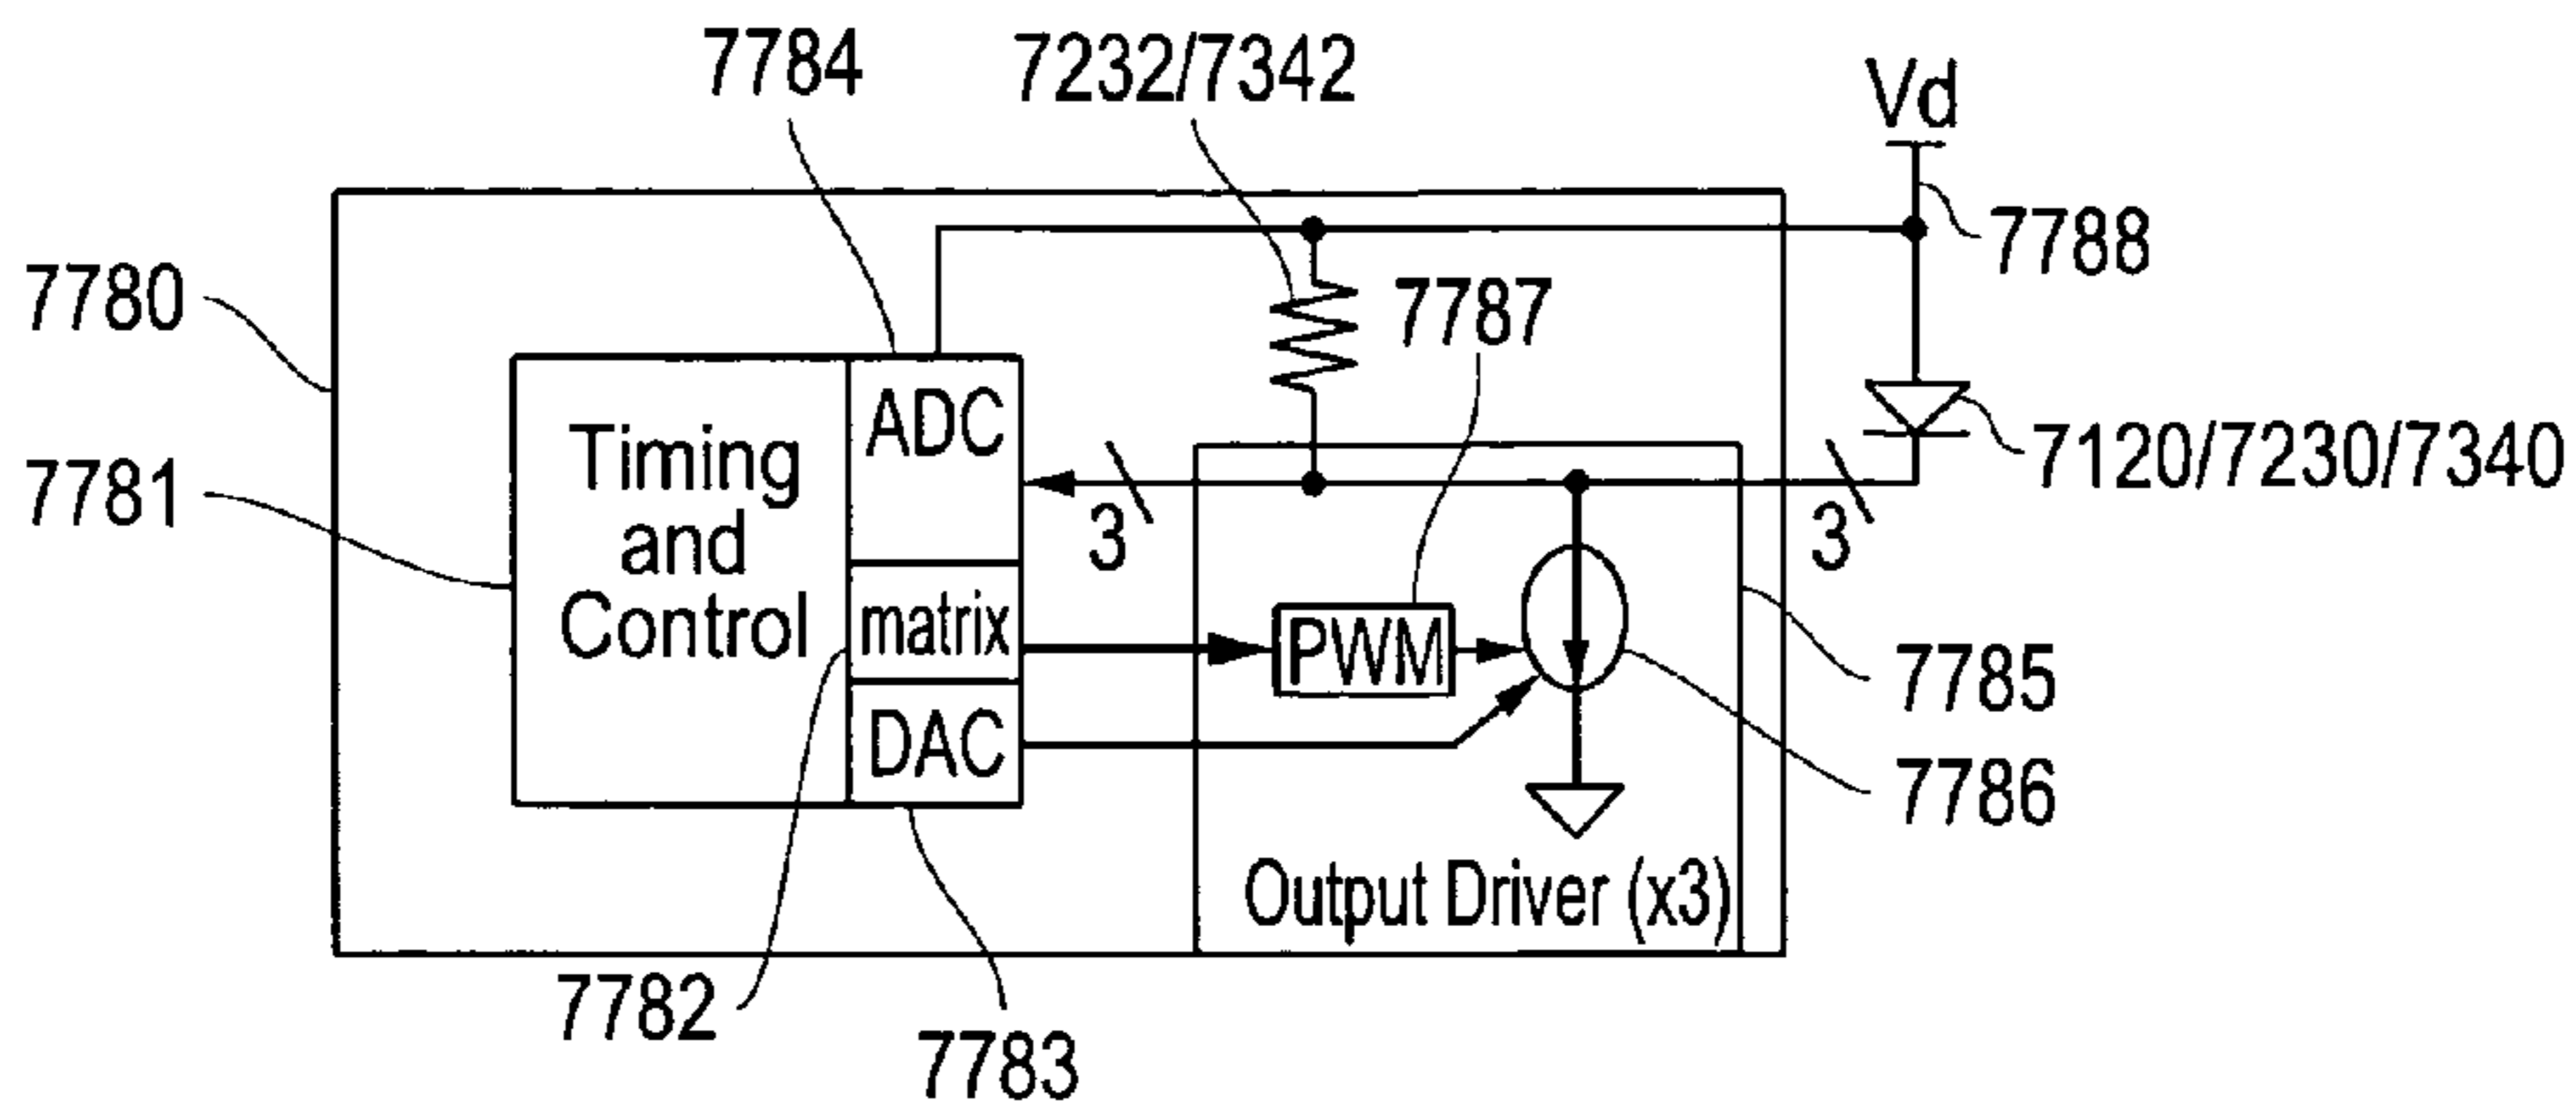 7784
7232/7342
Vd
7788
7780
7787
ADC
Timing
and
Control
7781
3
3
7120/7230/7340
matrix
PWM
7785
DAC
7786
Output Driver (x3)
7782
7783